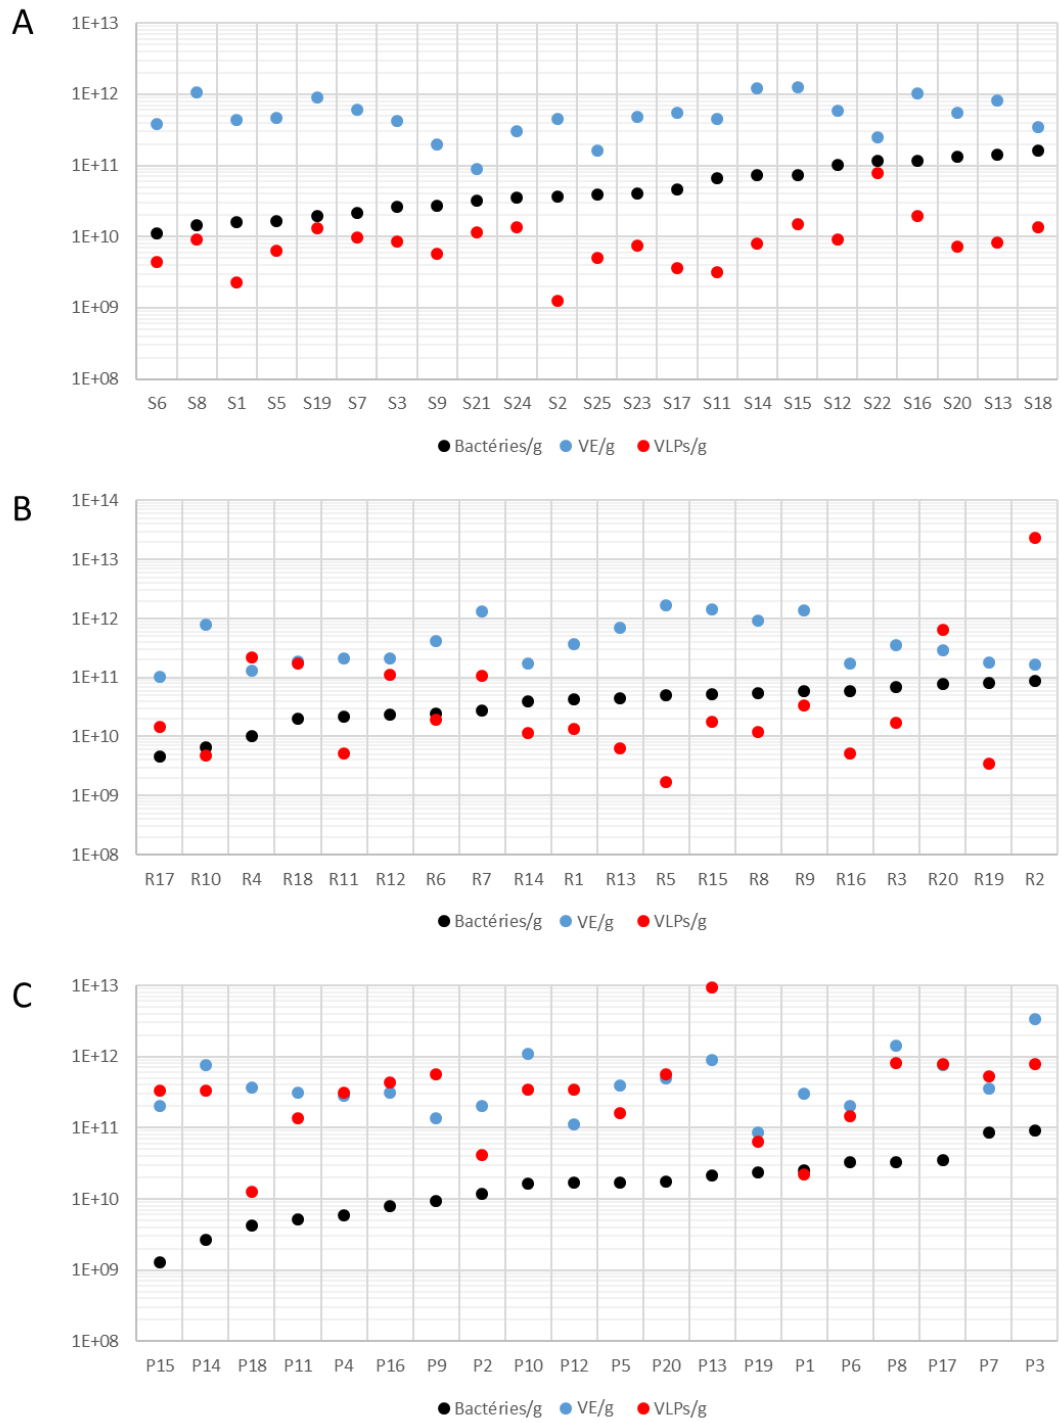 A
1E+13
1E+12
1E+11
1E+10
1E+09
1E+08
S6 S8 S1 S5 S19 S7 S3 S9 S21 S24 S2 S25 S23 S17 S11 S14 S15 S12 S22 S16 S20 S13 S18
Bactéries/g VE/g VLPs/g
B
1E+14
1E+13
1E+12
1E+11
1E+10
1E+09
1E+08
R17 R10 R4 R18 R11 R12 R6 R7 R14 R1 R13 R5 R15 R8 R9 R16 R3 R20 R19 R2
Bactéries/g VE/g VLPs/g
C
1E+13
1E+12
1E+11
1E+10
1E+09
1E+08
P15 P14 P18 P11 P4 P16 P9 P2 P10 P12 P5 P20 P13 P19 P1 P6 P8 P17 P7 P3
Bactéries/g VE/g VLPs/g